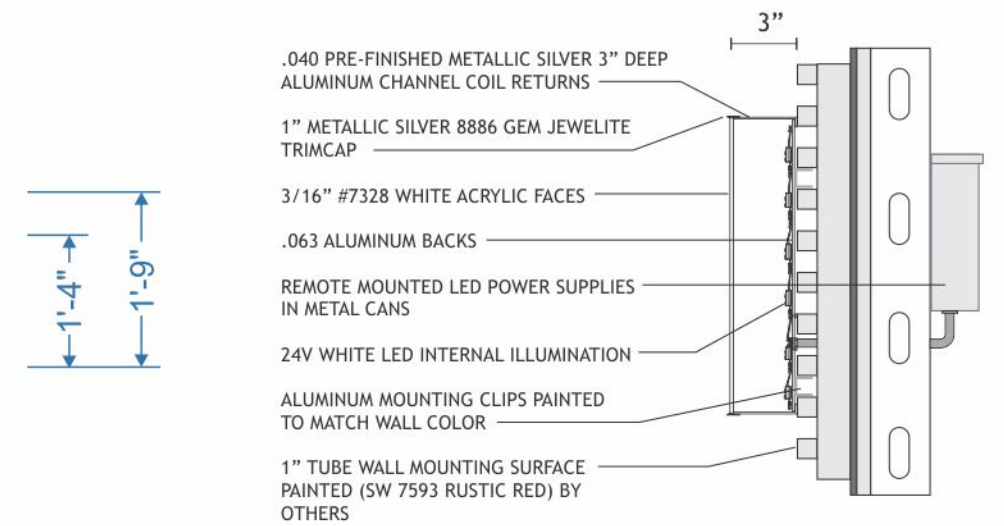 3”
.040 PRE-FINISHED METALLIC SILVER 3” DEEP
ALUMINUM CHANNEL COIL RETURNS
1” METALLIC SILVER 8886 GEM JEWELITE
TRIMCAP
3/16” #7328 WHITE ACRYLIC FACES
.063 ALUMINUM BACKS
REMOTE MOUNTED LED POWER SUPPLIES
IN METAL CANS
24V WHITE LED INTERNAL ILLUMINATION
ALUMINUM MOUNTING CLIPS PAINTED
TO MATCH WALL COLOR
1” TUBE WALL MOUNTING SURFACE
PAINTED (SW 7593 RUSTIC RED) BY
OTHERS
1'-4"
1'-9"